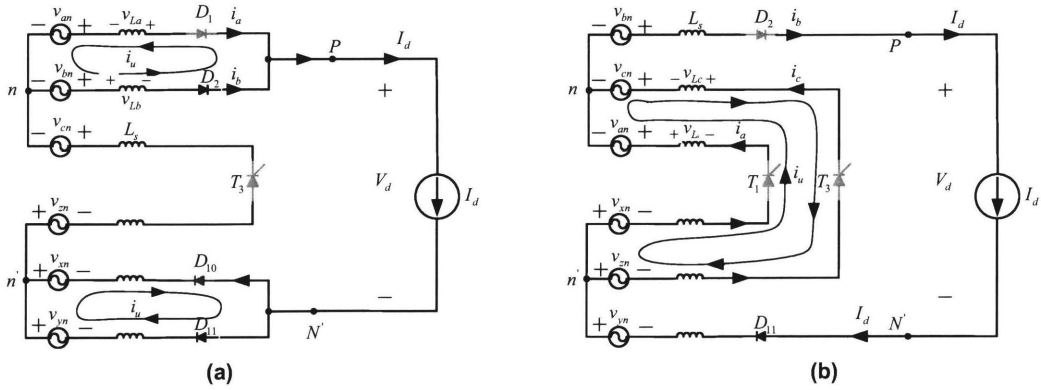 v_an
− +
− v_La +
D_1
i_a
P
I_d
i_u
v_bn
− +
+ −
v_Lb
D_2
i_b
n
+
v_cn
− +
L_s
T_3
V_d
I_d
v_zn
+ −
n'
v_xn
+ −
D_10
i_u
v_yn
+ −
D_11
N'
−
(a)
v_bn
− +
L_s
D_2
i_b
P
I_d
v_cn
− +
− v_Lc +
i_c
n
+
v_an
− +
+ v_L −
i_a
T_1
i_u
T_3
V_d
I_d
v_xn
+ −
n'
v_zn
+ −
−
v_yn
+ −
D_11
I_d
N'
(b)